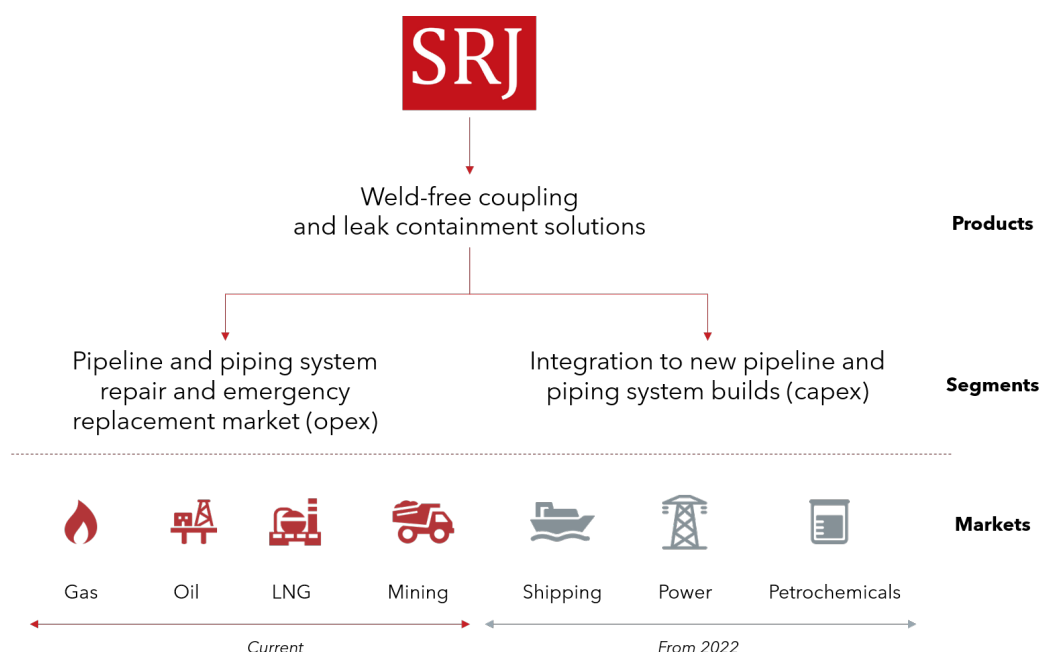 SRJ
Weld-free coupling
and leak containment solutions
Products
Pipeline and piping system
repair and emergency
replacement market (opex)
Integration to new pipeline and
piping system builds (capex)
Segments
Markets
Gas
Oil
LNG
Mining
Shipping
Power
Petrochemicals
Current
From 2022